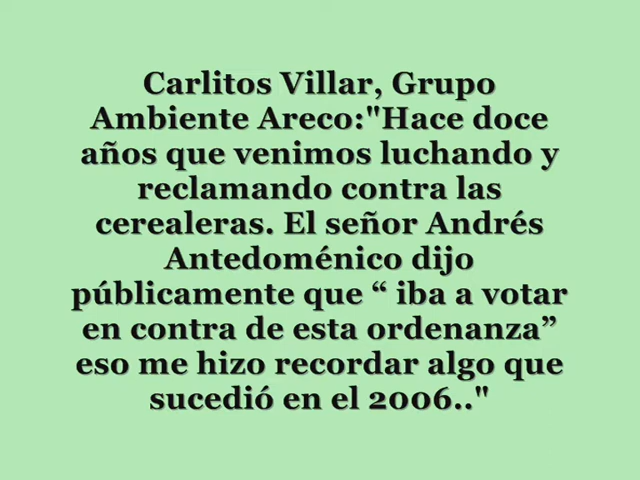 Carlitos Villar, Grupo
Ambiente Areco:"Hace doce
años que venimos luchando y
reclamando contra las
cerealeras. El señor Andrés
Antedoménico dijo
públicamente que “ iba a votar
en contra de esta ordenanza”
eso me hizo recordar algo que
sucedió en el 2006.."